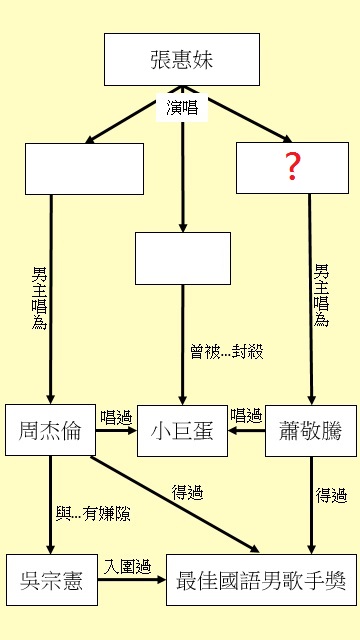 張惠妹
演唱
?
男主唱為
男主唱為
曾被...封殺
周杰倫
唱過
小巨蛋
唱過
蕭敬騰
與...有嫌隙
得過
得過
吳宗憲
入圍過
最佳國語男歌手獎